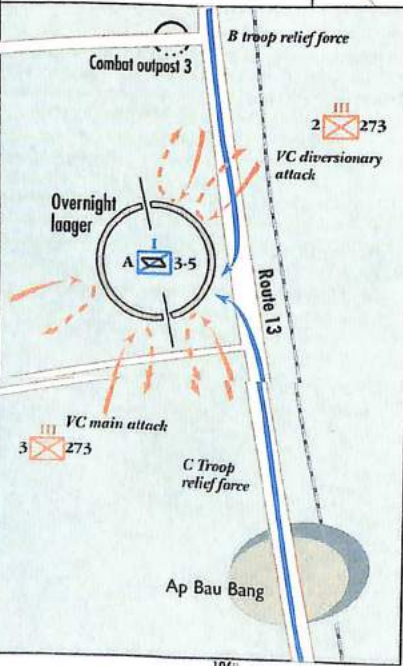 B troop relief force
Combat outpost 3
III
2 273
VC diversionary
attack
Overnight
laager
I
A 3-5
Route 13
VC main attack
III
3 273
C Troop
relief force
Ap Bau Bang